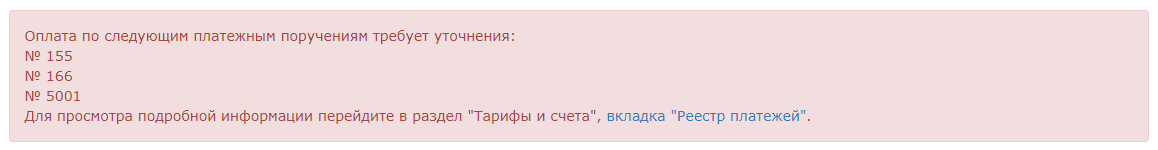 Оплата по следующим платежным поручениям требует уточнения:
№ 155
№ 166
№ 5001
Для просмотра подробной информации перейдите в раздел "Тарифы и счета", вкладка "Реестр платежей".